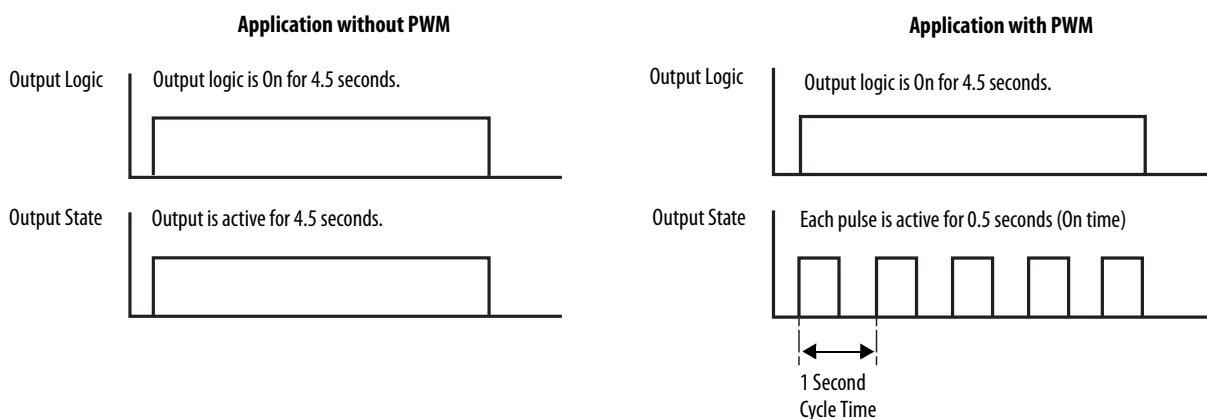 Application without PWM
Output Logic
Output logic is On for 4.5 seconds.
Output State
Output is active for 4.5 seconds.
Application with PWM
Output Logic
Output logic is On for 4.5 seconds.
Output State
Each pulse is active for 0.5 seconds (On time)
1 Second
Cycle Time